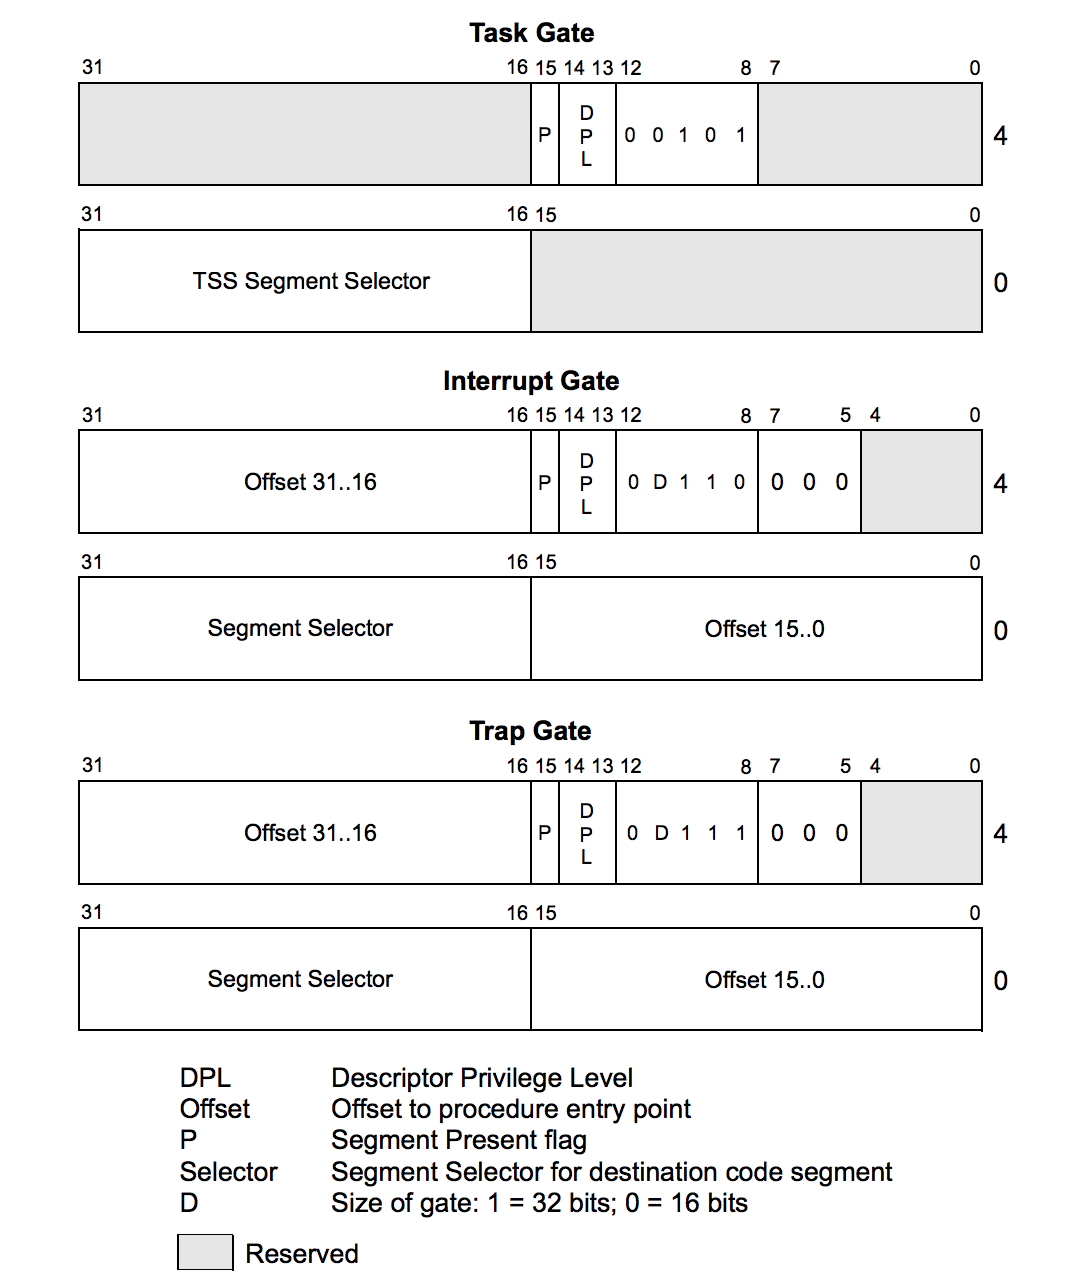 Task Gate
31 16 15 14 13 12 8 7 0
P D P L 0 0 1 0 1 4
31 16 15 0
TSS Segment Selector 0
Interrupt Gate
31 16 15 14 13 12 8 7 5 4 0
Offset 31..16 P D P L 0 D 1 1 0 0 0 0 4
31 16 15 0
Segment Selector Offset 15..0 0
Trap Gate
31 16 15 14 13 12 8 7 5 4 0
Offset 31..16 P D P L 0 D 1 1 1 0 0 0 4
31 16 15 0
Segment Selector Offset 15..0 0
DPL Descriptor Privilege Level
Offset Offset to procedure entry point
P Segment Present flag
Selector Segment Selector for destination code segment
D Size of gate: 1 = 32 bits; 0 = 16 bits
Reserved